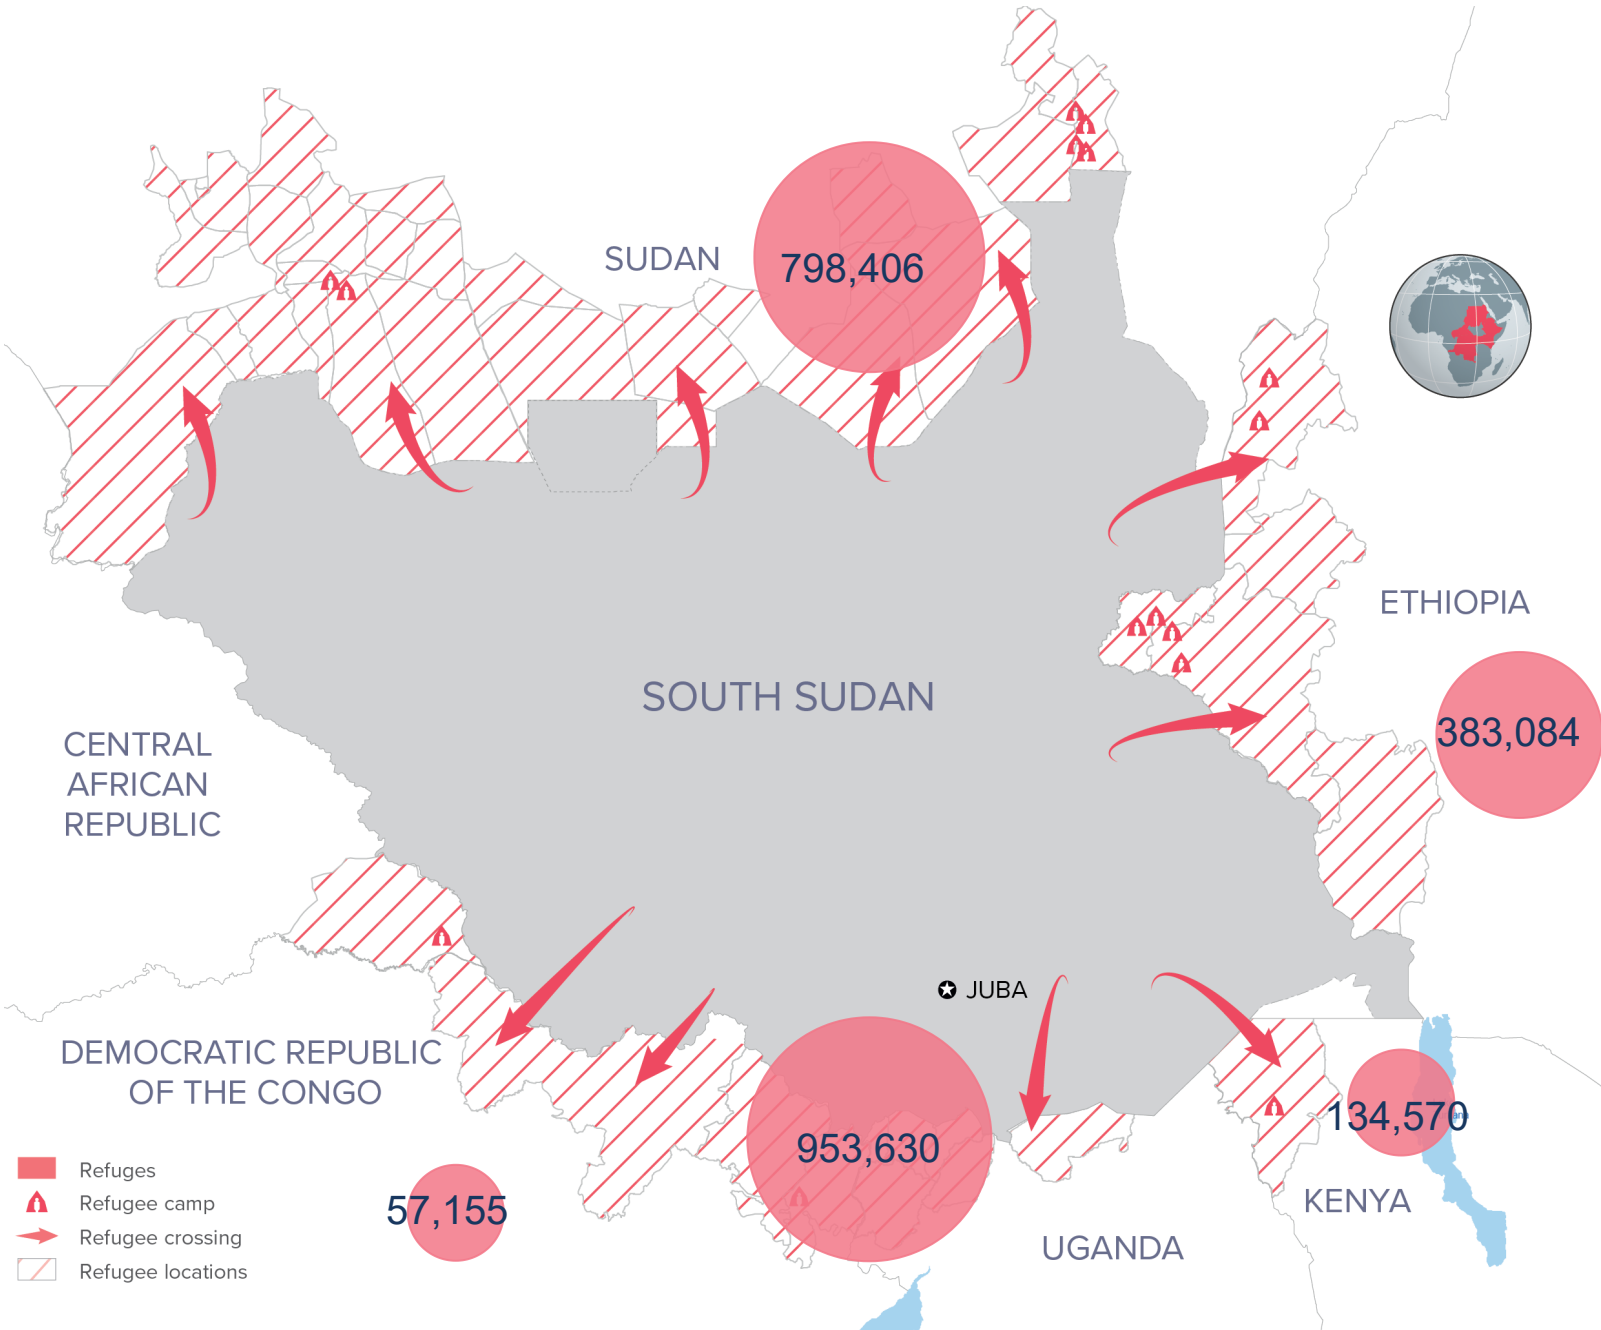 SUDAN
798,406
ETHIOPIA
383,084
SOUTH SUDAN
CENTRAL
AFRICAN
REPUBLIC
JUBA
DEMOCRATIC REPUBLIC
OF THE CONGO
953,630
134,570
KENYA
UGANDA
57,155
Refuges
Refugee camp
Refugee crossing
Refugee locations